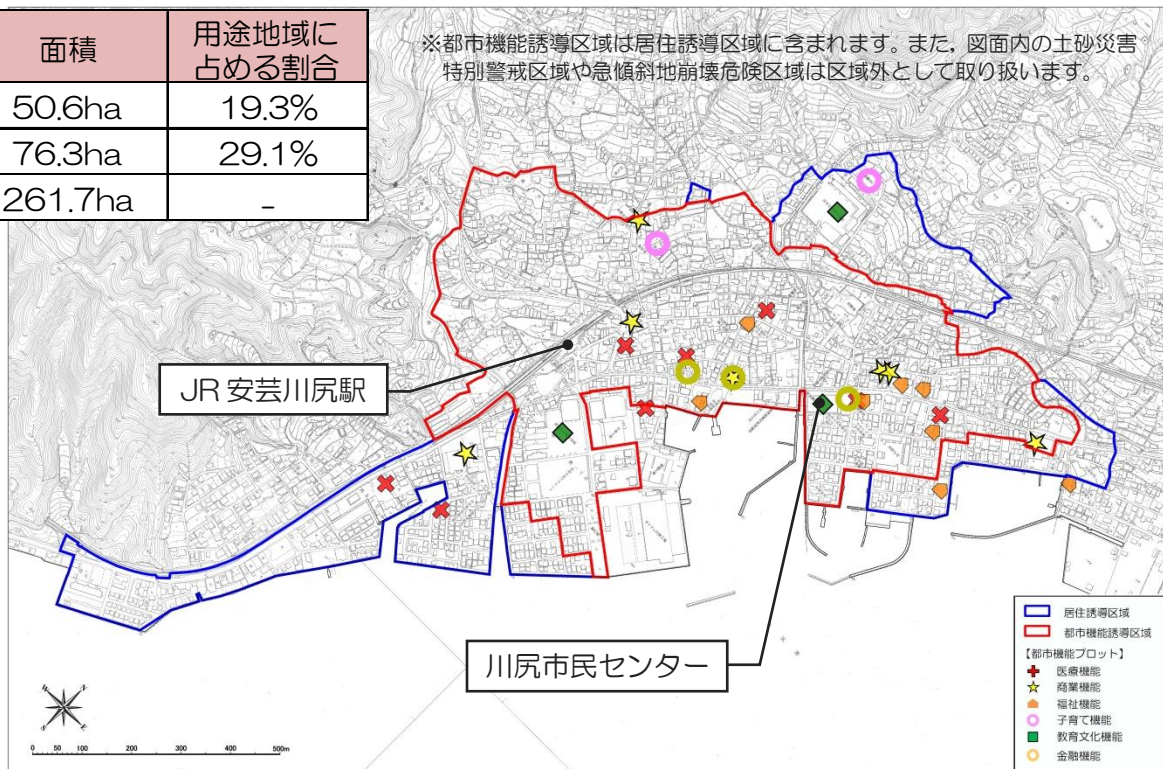 面積
用途地域に
占める割合
50.6ha
19.3%
76.3ha
29.1%
261.7ha
-
※都市機能誘導区域は居住誘導区域に含まれます。また，図面内の土砂災害
特別警戒区域や急傾斜地崩壊危険区域は区域外として取り扱います。
JR 安芸川尻駅
川尻市民センター
居住誘導区域
都市機能誘導区域
【都市機能プロット】
医療機能
商業機能
福祉機能
子育て機能
教育文化機能
金融機能
0 50 100 200 300 400 500m